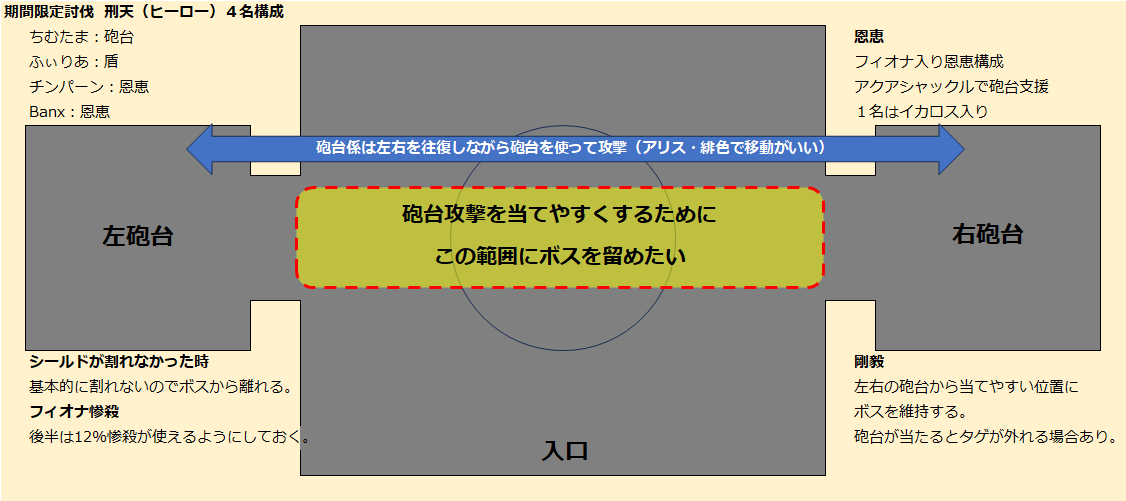 期間限定討伐 刑天（ヒーロー）４名構成
ちむたま：砲台
ふぃりあ：盾
チンパーン：恩恵
Banx：恩恵
恩恵
フィオナ入り恩恵構成
アクアシャックルで砲台支援
１名はイカロス入り
砲台係は左右を往復しながら砲台を使って攻撃（アリス・緋色で移動がいい）
砲台攻撃を当てやすくするために
この範囲にボスを留めたい
左砲台
右砲台
シールドが割れなかった時
基本的に割れないのでボスから離れる。
フィオナ惨殺
後半は12%惨殺が使えるようにしておく。
剛毅
左右の砲台から当てやすい位置に
ボスを維持する。
砲台が当たるとタゲが外れる場合あり。
入口